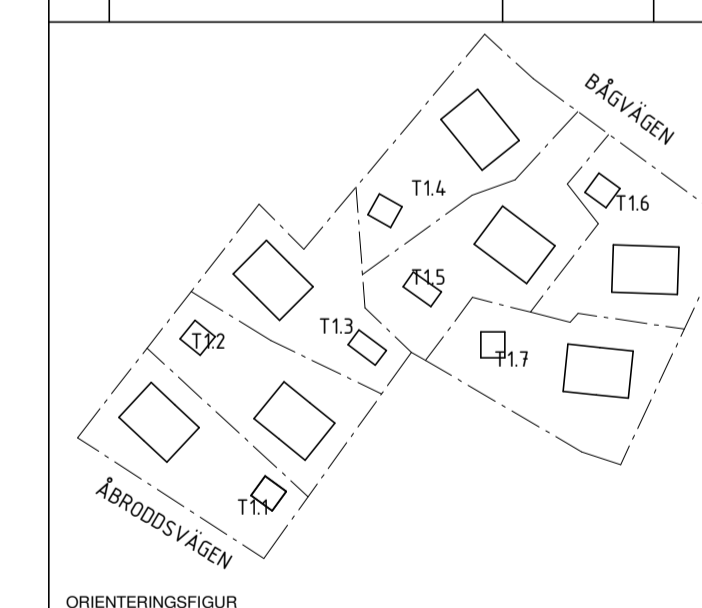 BÅGVÄGEN
T1.4
T1.6
T1.5
T1.3
T1.2
T1.7
T1.1
ÅBRODDSVÄGEN
ORIENTERINGSFIGUR